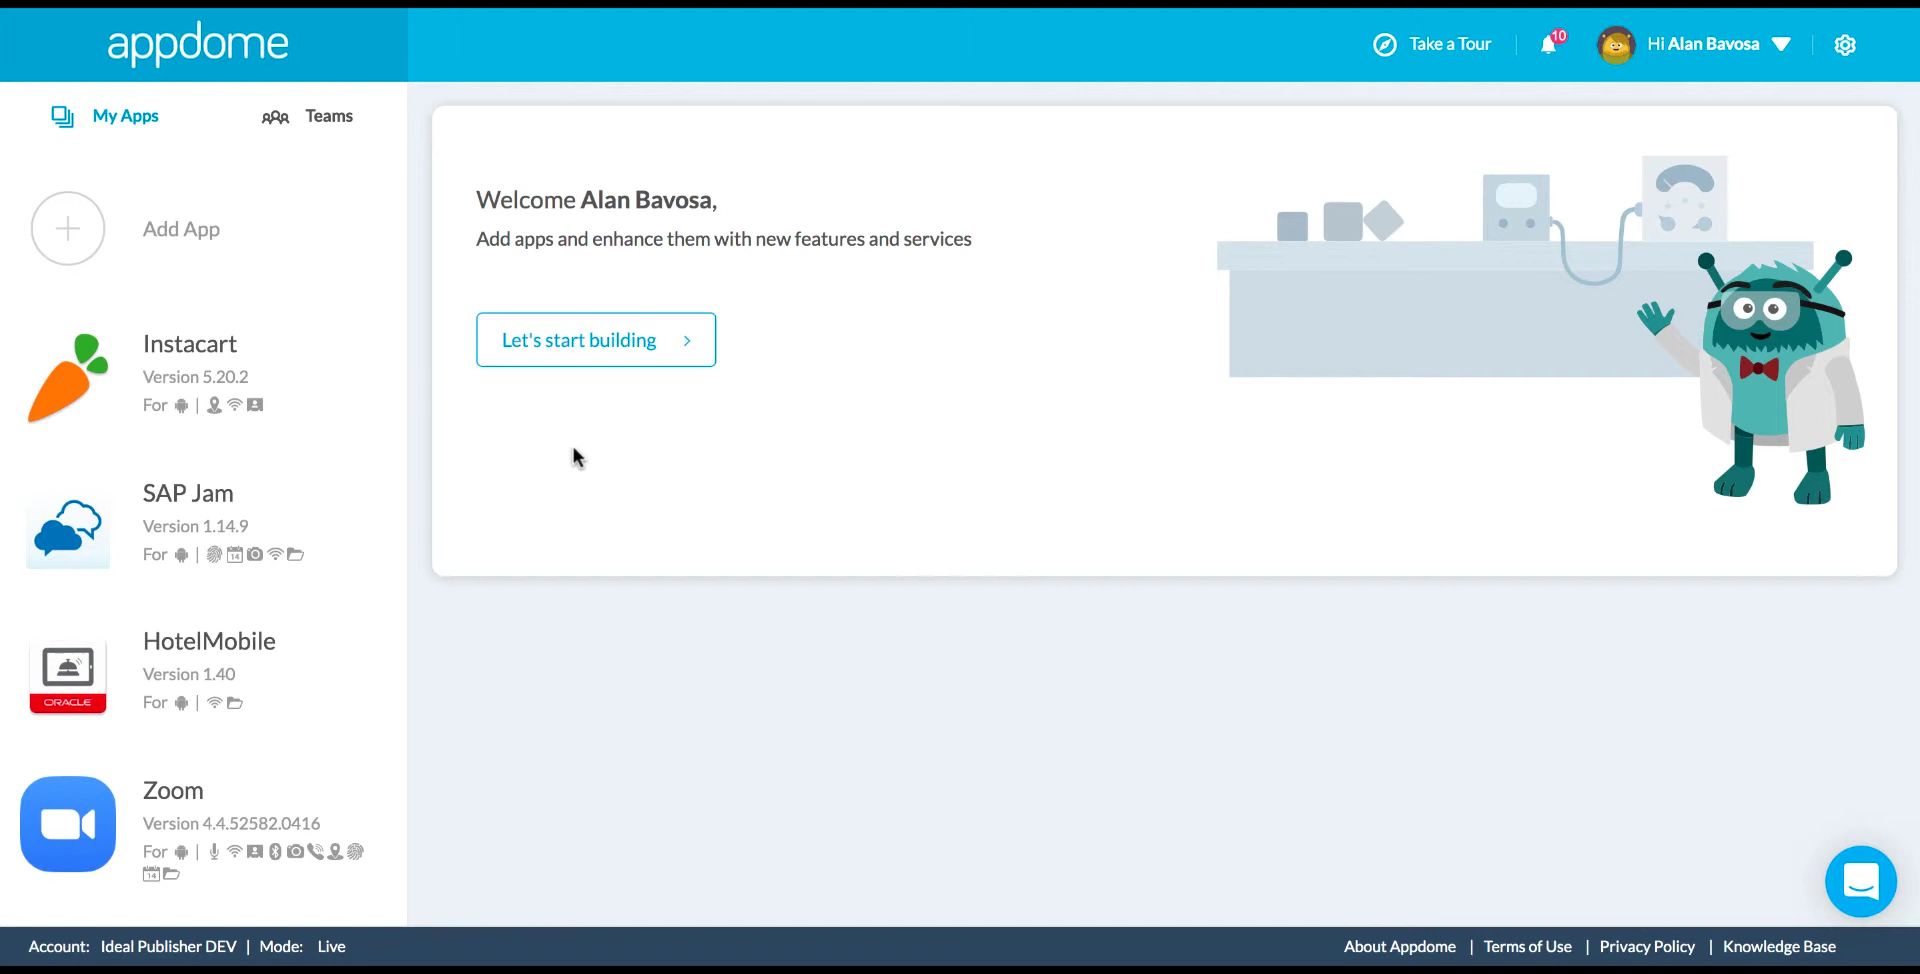 appdome
Take a Tour
10
Hi Alan Bavosa
My Apps
Teams
Add App
Instacart
Version 5.20.2
For |
SAP Jam
Version 1.14.9
For | 14
HotelMobile
Version 1.40
For |
ORACLE
Zoom
Version 4.4.52582.0416
For |
14
Welcome Alan Bavosa,
Add apps and enhance them with new features and services
Let's start building >
Account: Ideal Publisher DEV | Mode: Live
About Appdome | Terms of Use | Privacy Policy | Knowledge Base